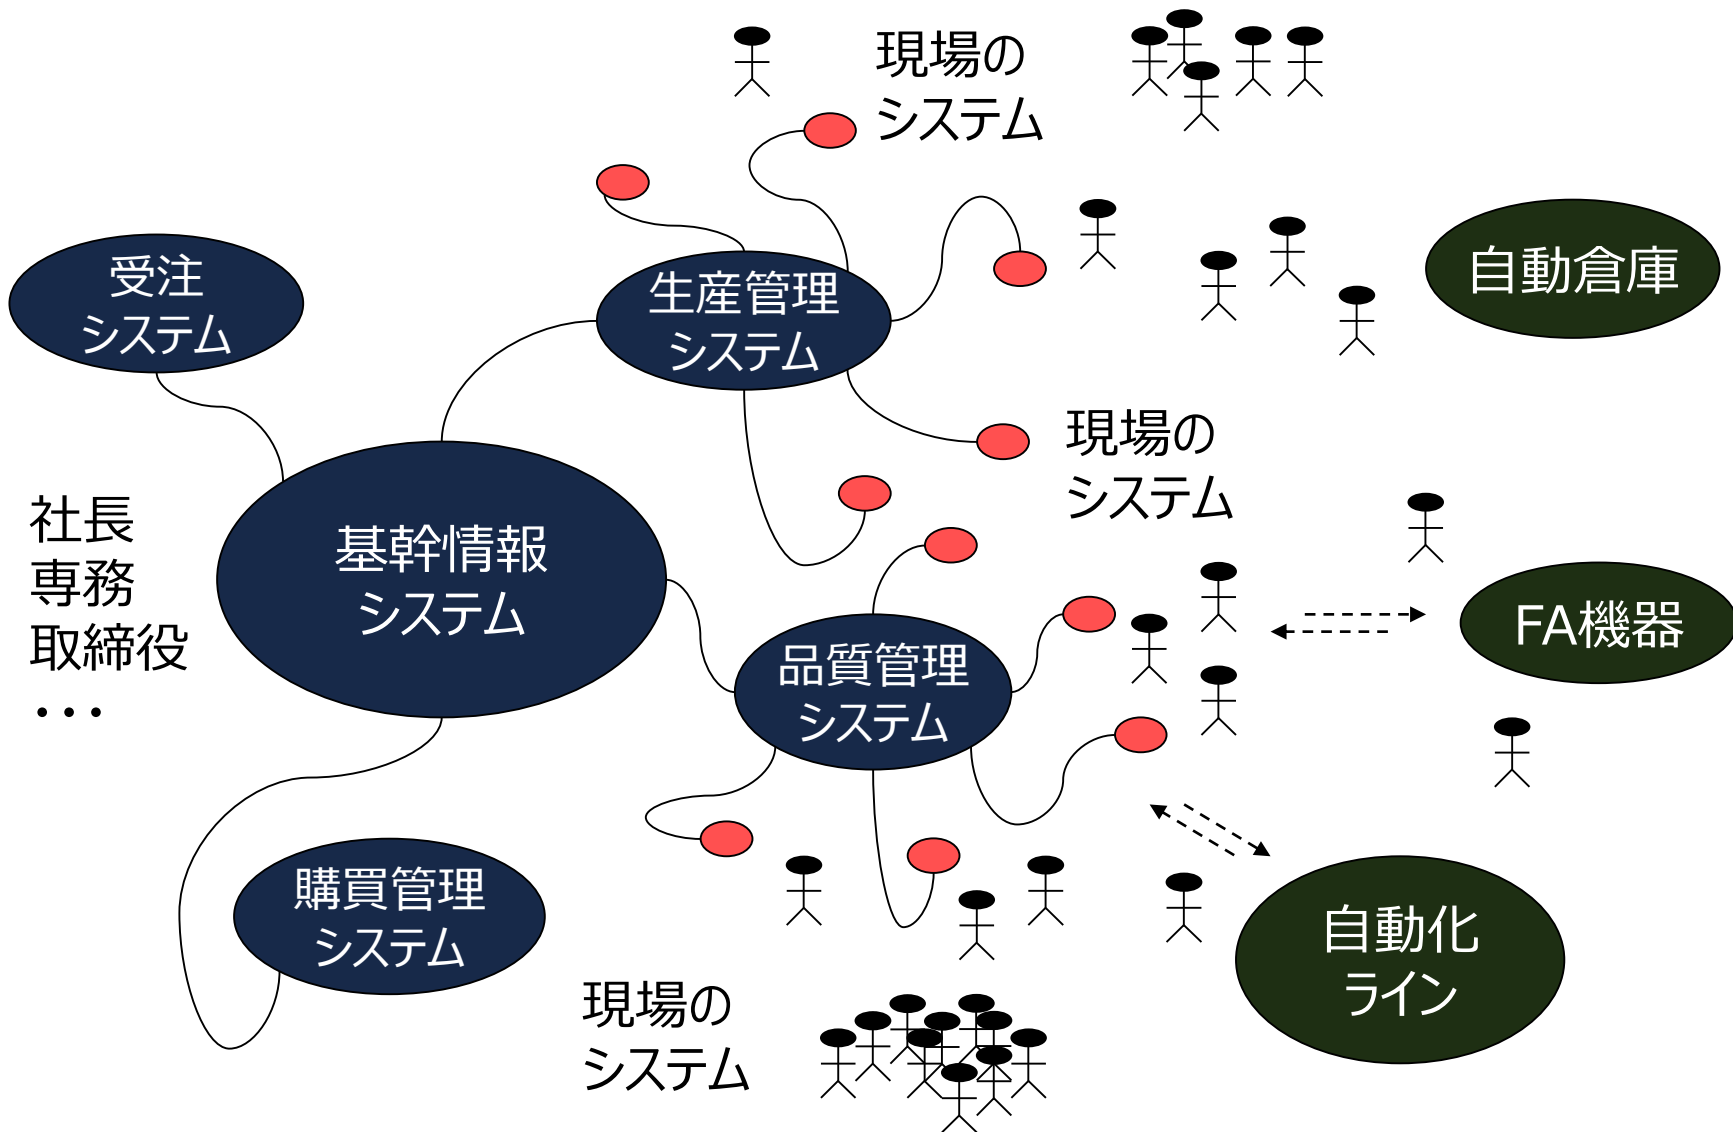 現場の
システム
受注
システム
生産管理
システム
自動倉庫
現場の
システム
社長
専務
取締役
・・・
基幹情報
システム
FA機器
品質管理
システム
購買管理
システム
自動化
ライン
現場の
システム